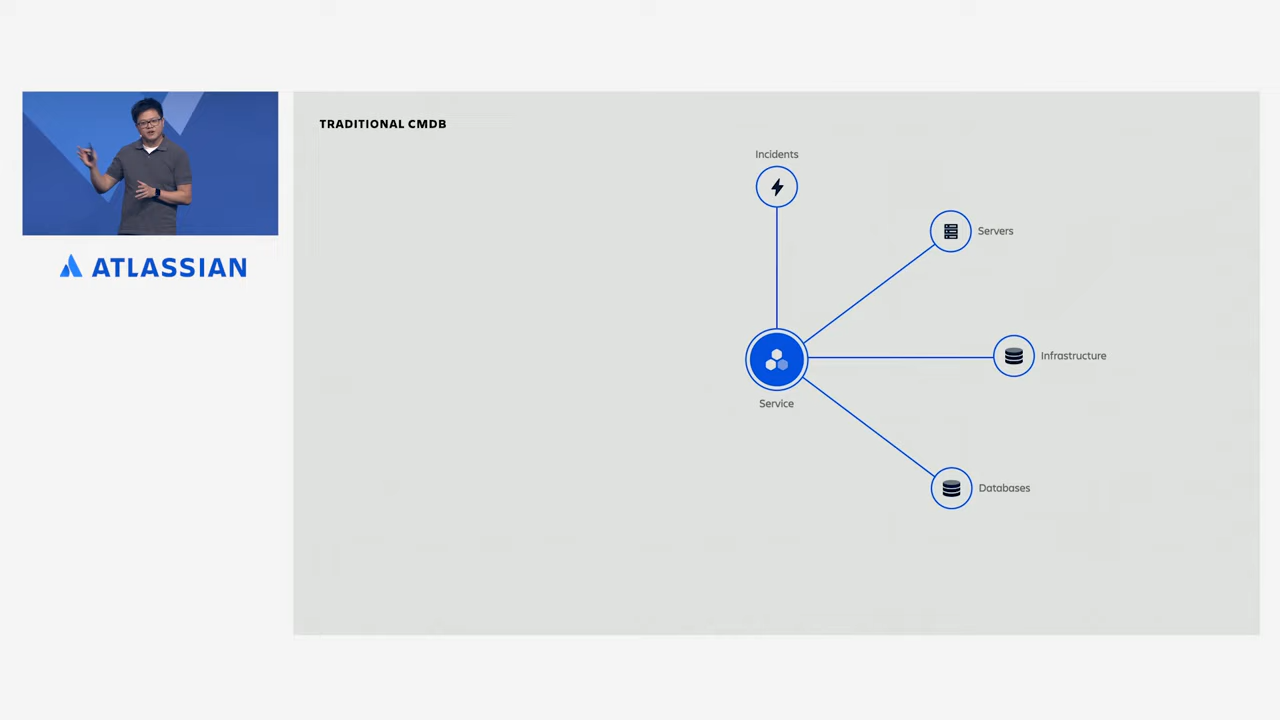 TRADITIONAL CMDB
Incidents
Servers
ATLASSIAN
Infrastructure
Service
Databases